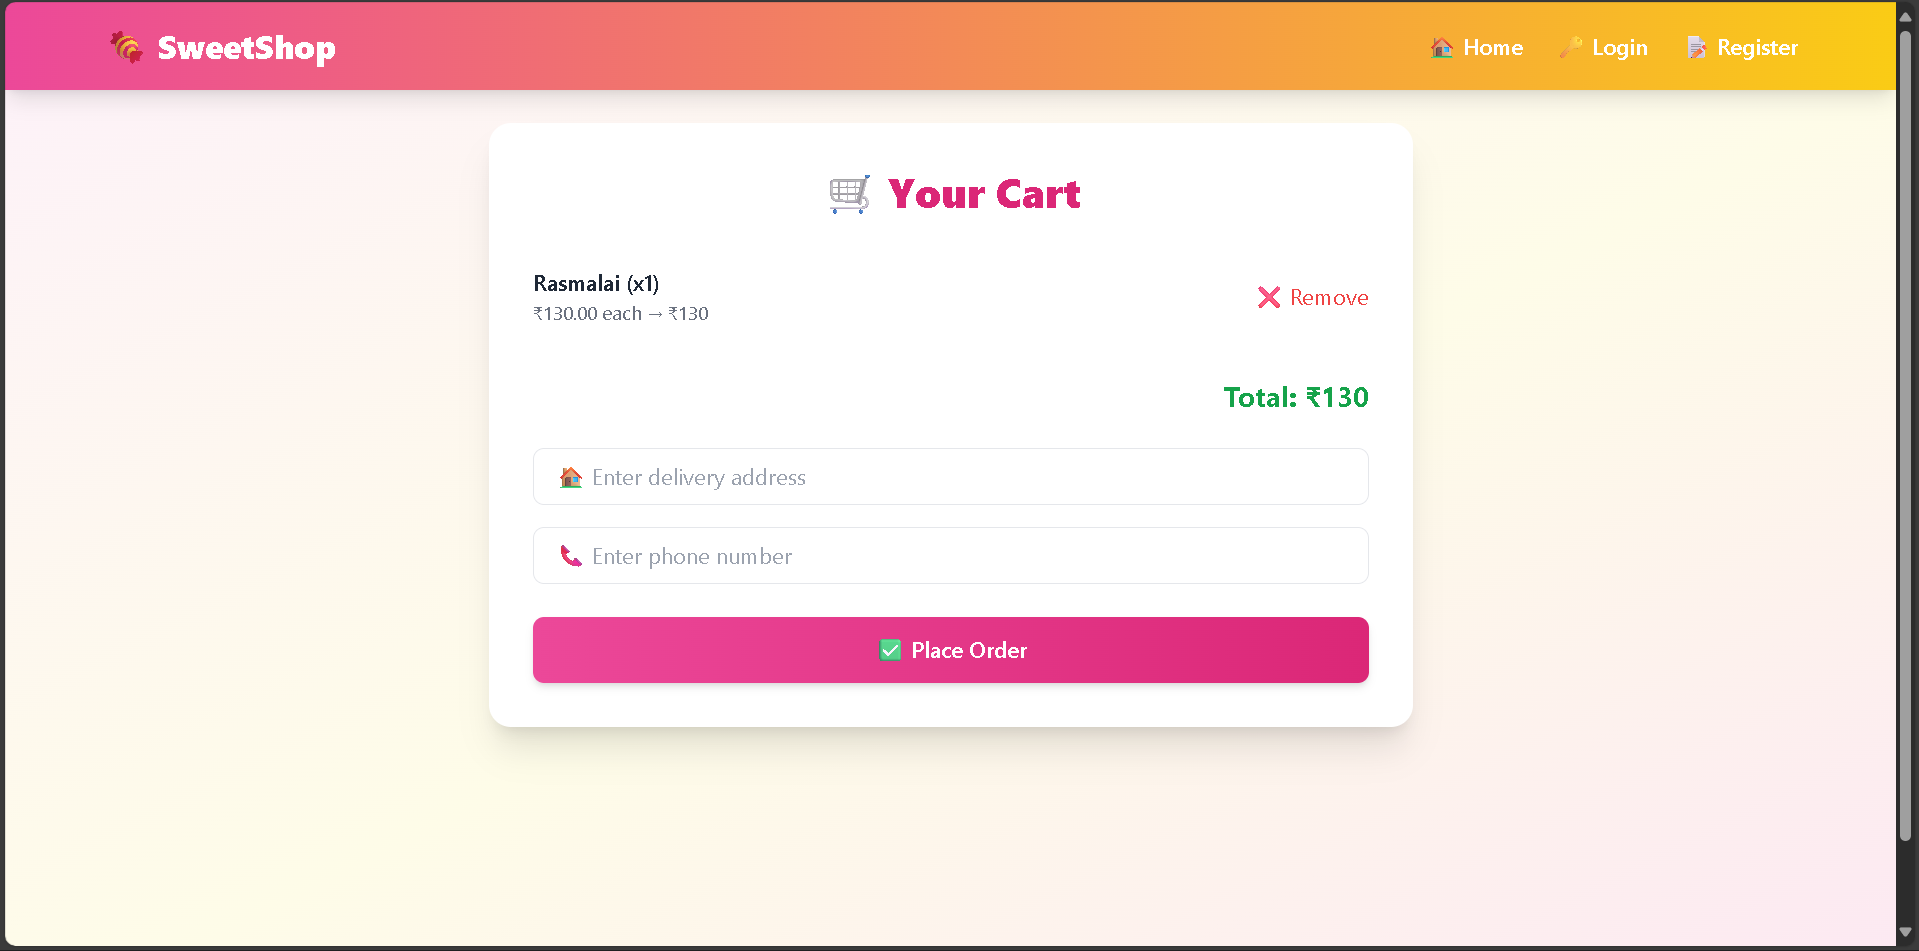 SweetShop
Home
Login
Register
Your Cart
Rasmalai (x1)
₹130.00 each → ₹130
Remove
Total: ₹130
Enter delivery address
Enter phone number
Place Order